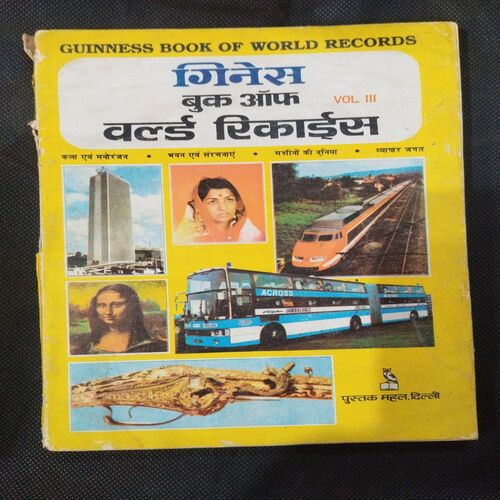 GUINNESS BOOK OF WORLD RECORDS
गिनेस
बुक ऑफ
VOL. III
वर्ल्ड रिकार्ड्स
कला एवं मनोरंजन • भवन एवं संरचनाएं • मशीनों की दुनिया • व्यापार जगत
ACROSS
JUMBULANCE
पुस्तक महल, दिल्ली